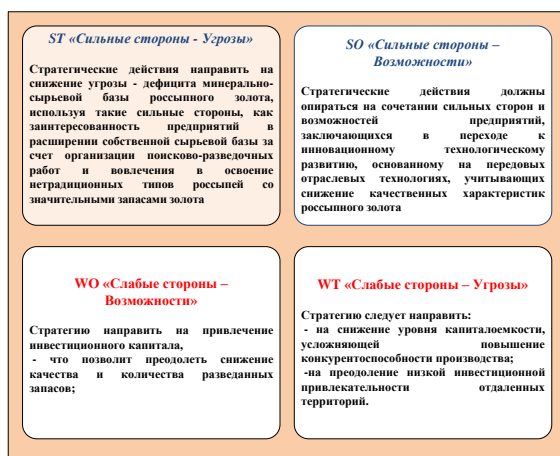 ST «Сильные стороны - Угрозы»
Стратегические действия направить на
снижение угрозы - дефицита минерально-
сырьевой базы россыпного золота,
используя такие сильные стороны, как
заинтересованность предприятий в
расширении собственной сырьевой базы за
счет организации поисково-разведочных
работ и вовлечения в освоение
нетрадиционных типов россыпей со
значительными запасами золота
SO «Сильные стороны –
Возможности»
Стратегические действия должны
опираться на сочетании сильных сторон и
возможностей предприятий,
заключающихся в переходе к
инновационному технологическому
развитию, основанному на передовых
отраслевых технологиях, учитывающих
снижение качественных характеристик
россыпного золота
WO «Слабые стороны –
Возможности»
Стратегию направить на привлечение
инвестиционного капитала,
- что позволит преодолеть снижение
качества и количества разведанных
запасов;
WT «Слабые стороны – Угрозы»
Стратегию следует направить:
- на снижение уровня капиталоемкости,
усложняющей повышение
конкурентоспособности производства;
-на преодоление низкой инвестиционной
привлекательности отдаленных
территорий.